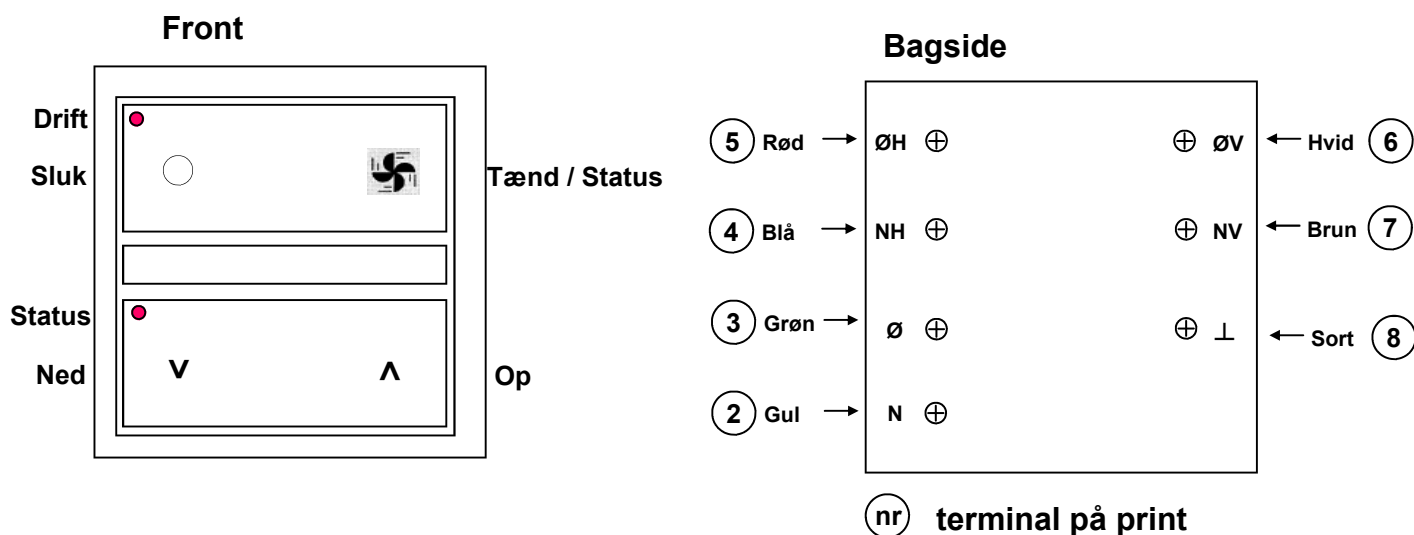 Front
Drift
Sluk
Tænd / Status
Status
Ned
V
Λ
Op
Bagside
5 Rød ØH
ØV Hvid 6
4 Blå NH
NV Brun 7
3 Grøn Ø
⊥ Sort 8
2 Gul N
nr terminal på print